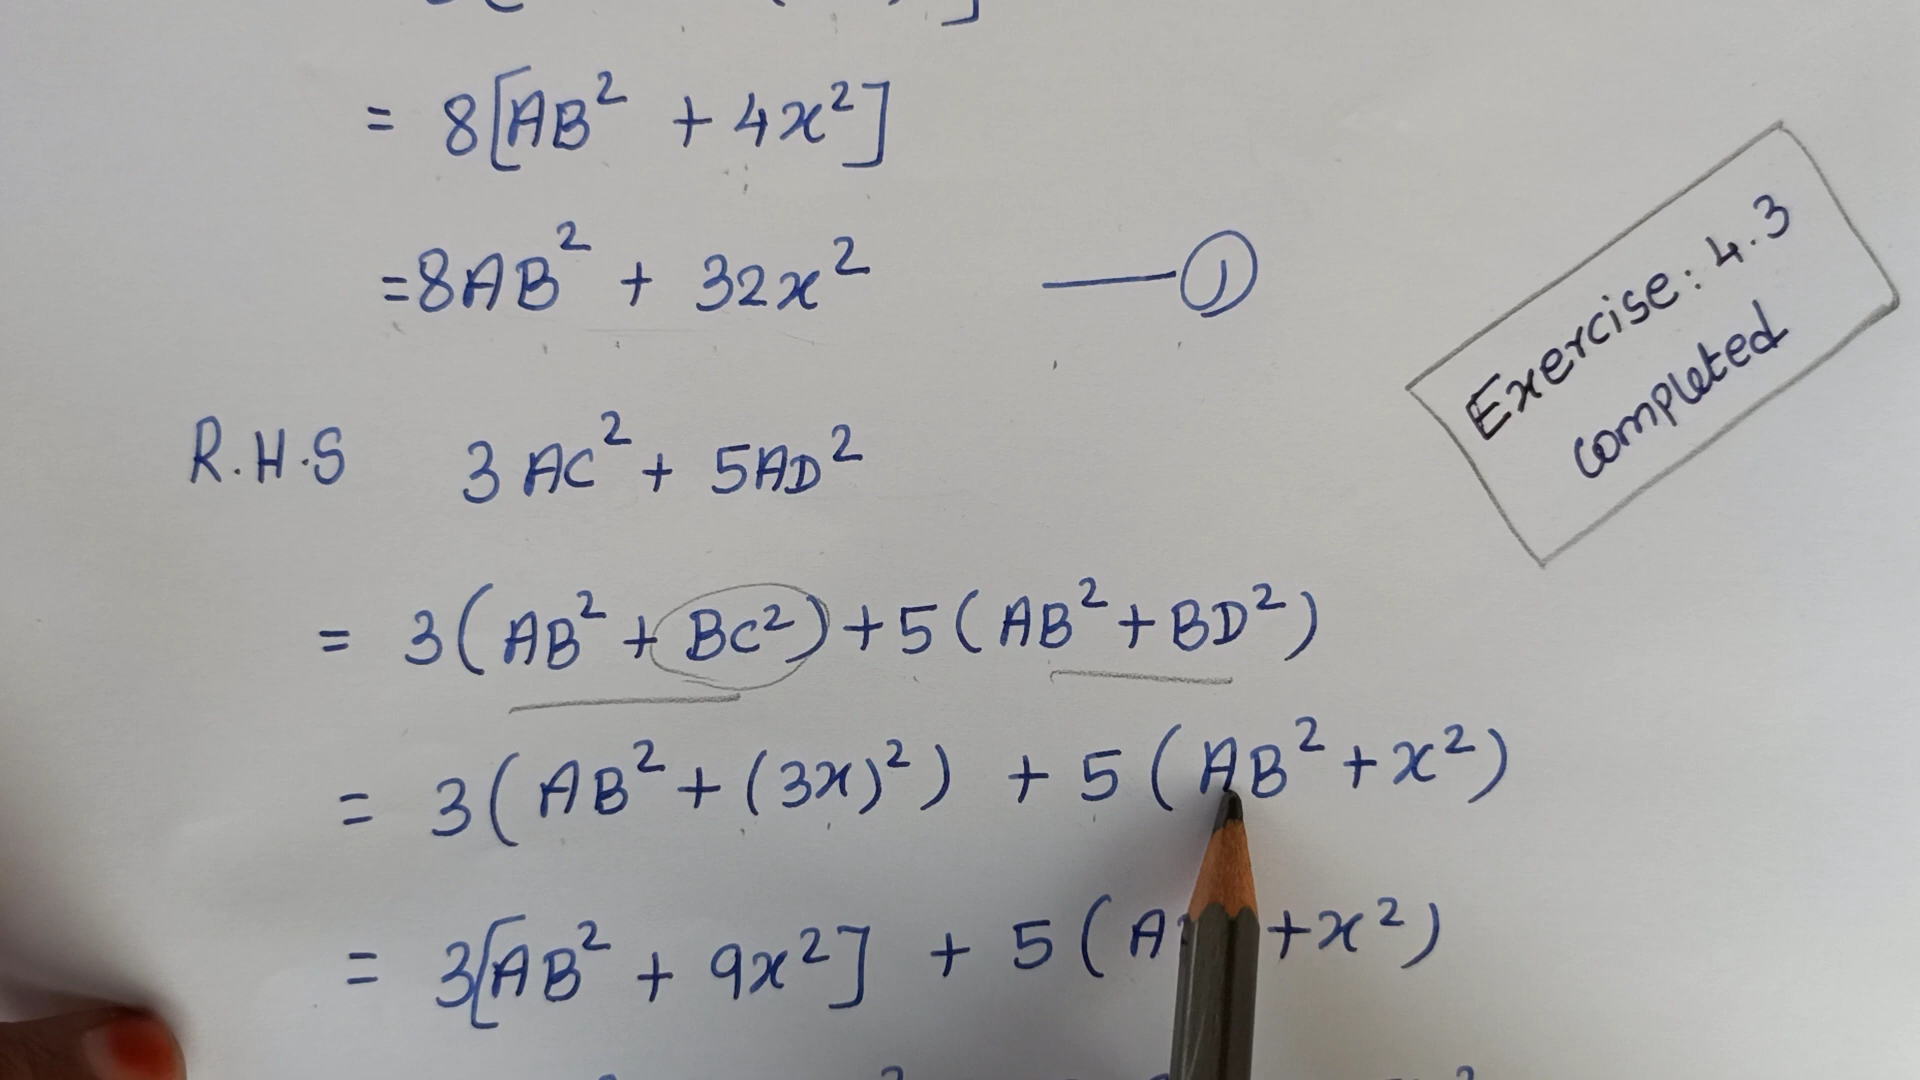 = 8[AB² + 4x²]
= 8AB² + 32x² —— ①
R.H.S 3AC² + 5AD²
= 3(AB² + BC²) + 5(AB² + BD²)
= 3(AB² + (3x)²) + 5(AB² + x²)
= 3[AB² + 9x²] + 5(A +x²)
Exercise: 4.3
completed